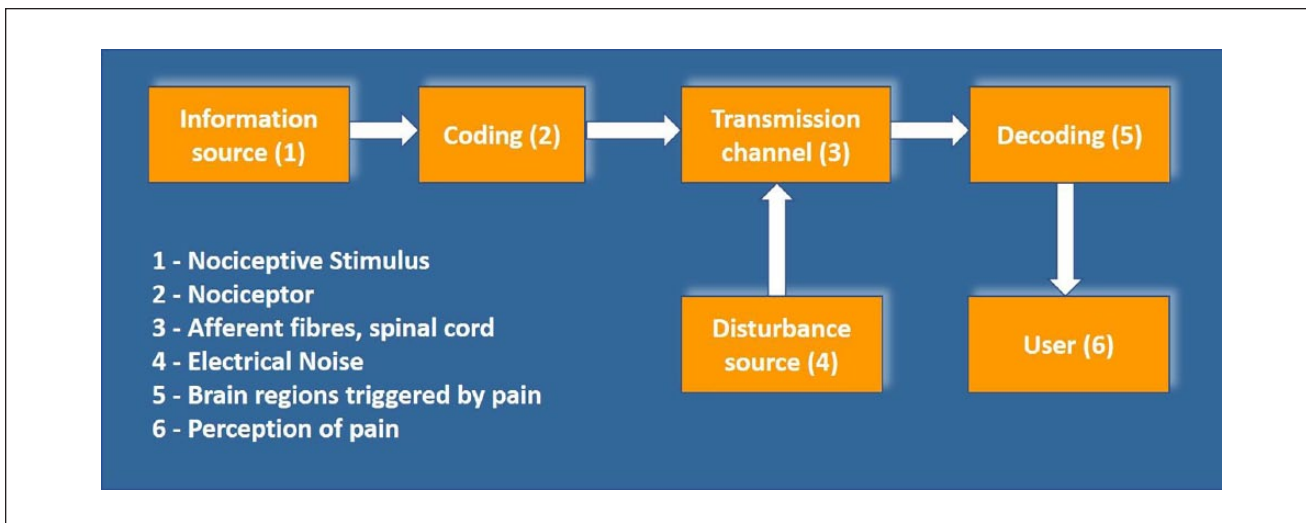 Information
source (1)
Coding (2)
Transmission
channel (3)
Decoding (5)
1 - Nociceptive Stimulus
2 - Nociceptor
3 - Afferent fibres, spinal cord
4 - Electrical Noise
5 - Brain regions triggered by pain
6 - Perception of pain
Disturbance
source (4)
User (6)